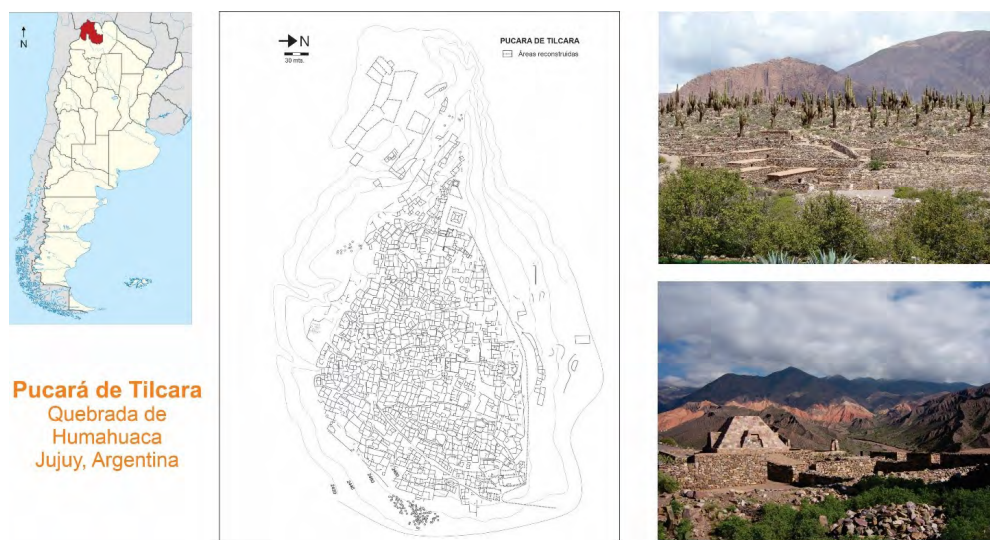 N
Pucará de Tilcara
Quebrada de
Humahuaca
Jujuy, Argentina
N
30 mts.
PUCARA DE TILCARA
Áreas reconstruidas